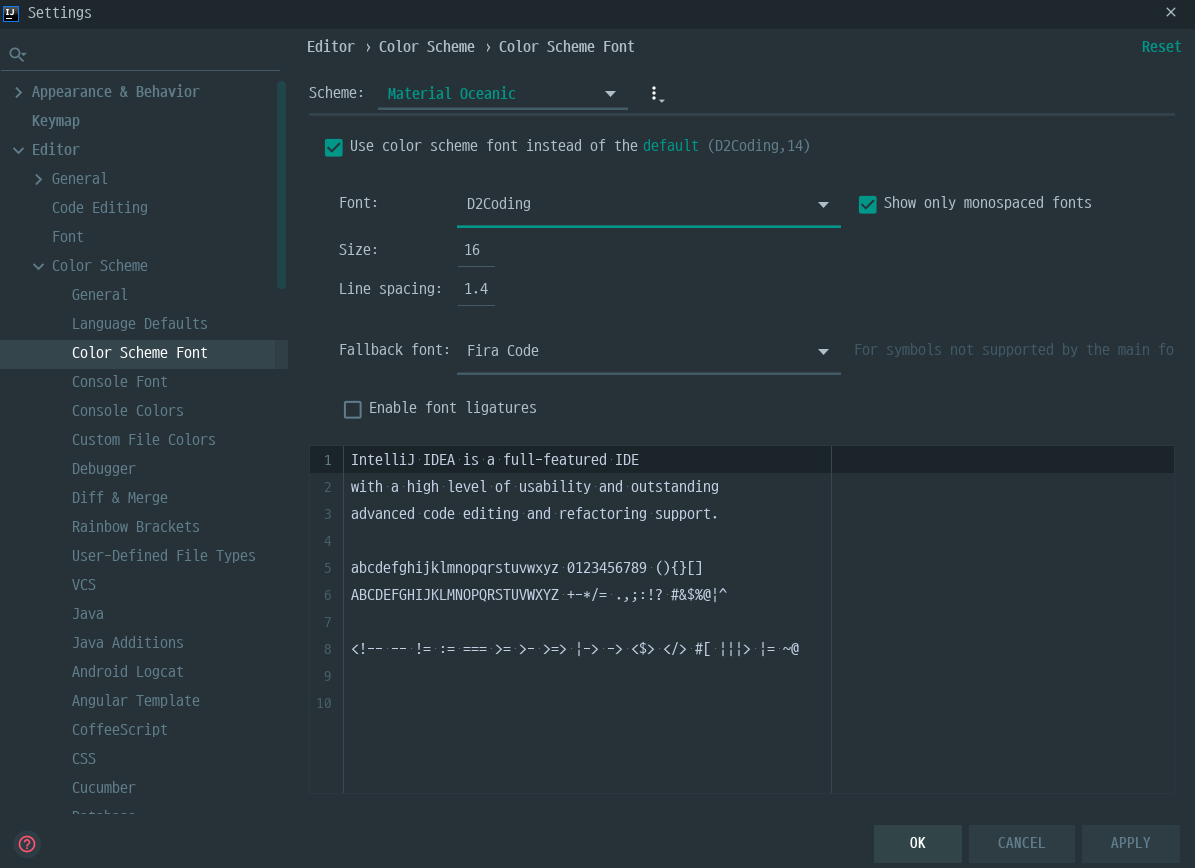 Settings
Editor › Color Scheme › Color Scheme Font
Reset
Appearance & Behavior
Keymap
Editor
General
Code Editing
Font
Color Scheme
General
Language Defaults
Color Scheme Font
Console Font
Console Colors
Custom File Colors
Debugger
Diff & Merge
Rainbow Brackets
User-Defined File Types
VCS
Java
Java Additions
Android Logcat
Angular Template
CoffeeScript
CSS
Cucumber
Database
Scheme: Material Oceanic
Use color scheme font instead of the default (D2Coding,14)
Font: D2Coding
Show only monospaced fonts
Size: 16
Line spacing: 1.4
Fallback font: Fira Code
For symbols not supported by the main fo
Enable font ligatures
1 IntelliJ IDEA is a full-featured IDE
2 with a high level of usability and outstanding
3 advanced code editing and refactoring support.
4
5 abcdefghijklmnopqrstuvwxyz 0123456789 (){}[]
6 ABCDEFGHIJKLMNOPQRSTUVWXYZ +-*/= .,;:!? #&$%@|^
7
8 <!-- -- != := === >= >- >=> |-> -> <$> </> #[ |||> |= ~@
9
10
OK
CANCEL
APPLY